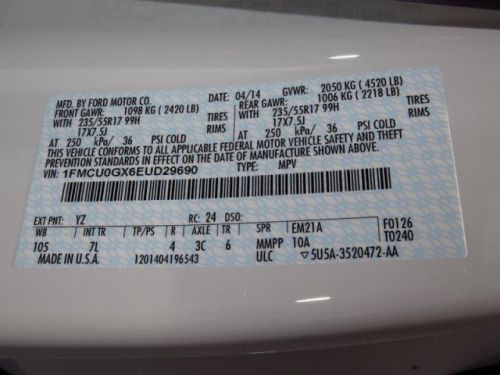 MFD. BY FORD MOTOR CO.
04/14 GVWR: 2050 KG ( 4520 LB)
FRONT GAWR: 1098 KG ( 2420 LB) REAR GAWR: 1006 KG ( 2218 LB)
WITH 235/55R17 99H TIRES WITH 235/55R17 99H TIRES
17X7.5J RIMS 17X7.5J RIMS
AT 250 kPa/ 36 PSI COLD AT 250 kPa/ 36 PSI COLD
THIS VEHICLE CONFORMS TO ALL APPLICABLE FEDERAL MOTOR VEHICLE SAFETY AND THEFT
PREVENTION STANDARDS IN EFFECT ON THE DATE OF MANUFACTURE SHOWN ABOVE.
VIN: 1FMCU0GX6EUD29690 TYPE: MPV
EXT PNT: YZ RC: 24 DSO:
WB INT TR TP/PS R AXLE TR SPR EM21A F0126
105 7L 4 3C 6 MMPP 10A T0240
MADE IN U.S.A. 1201404196543 ULC ▽5U5A-3520472-AA